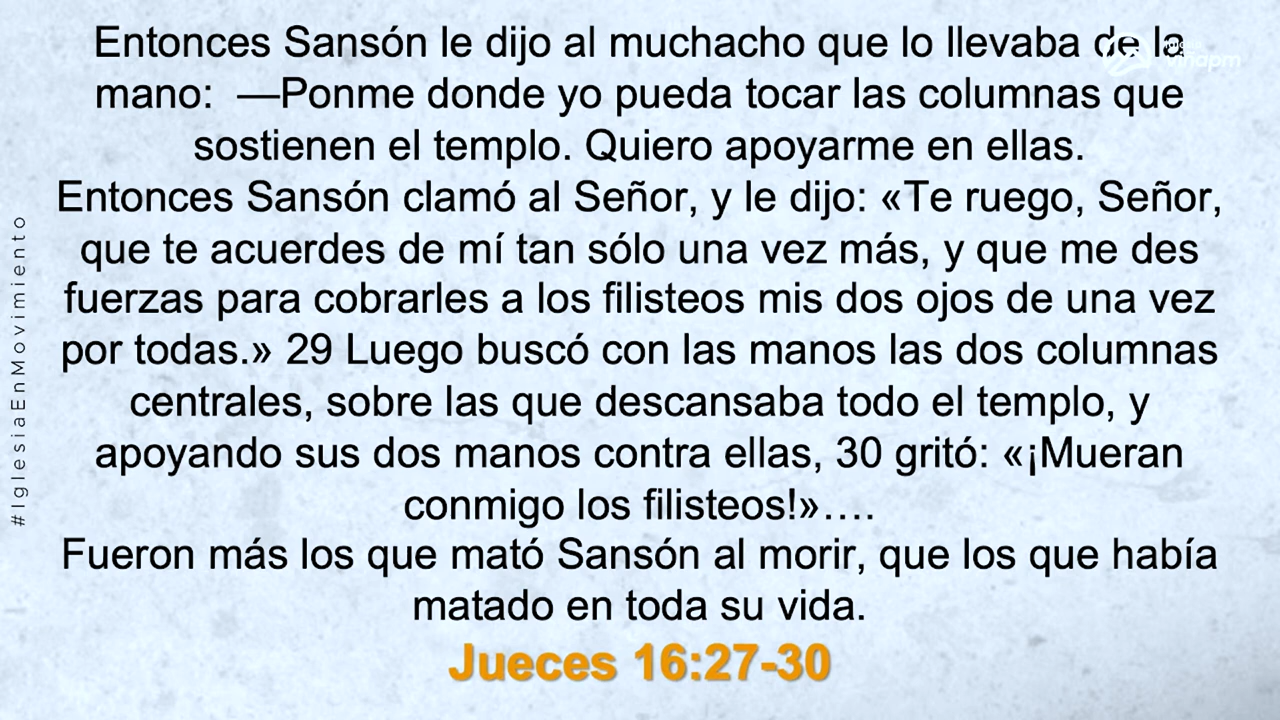 Entonces Sansón le dijo al muchacho que lo llevaba de la
mano:  —Ponme donde yo pueda tocar las columnas que
sostienen el templo. Quiero apoyarme en ellas.
Entonces Sansón clamó al Señor, y le dijo: «Te ruego, Señor,
que te acuerdes de mí tan sólo una vez más, y que me des
fuerzas para cobrarles a los filisteos mis dos ojos de una vez
por todas.» 29 Luego buscó con las manos las dos columnas
centrales, sobre las que descansaba todo el templo, y
apoyando sus dos manos contra ellas, 30 gritó: «¡Mueran
conmigo los filisteos!»….
Fueron más los que mató Sansón al morir, que los que había
matado en toda su vida.
Jueces 16:27-30
#IglesiaEnMovimiento